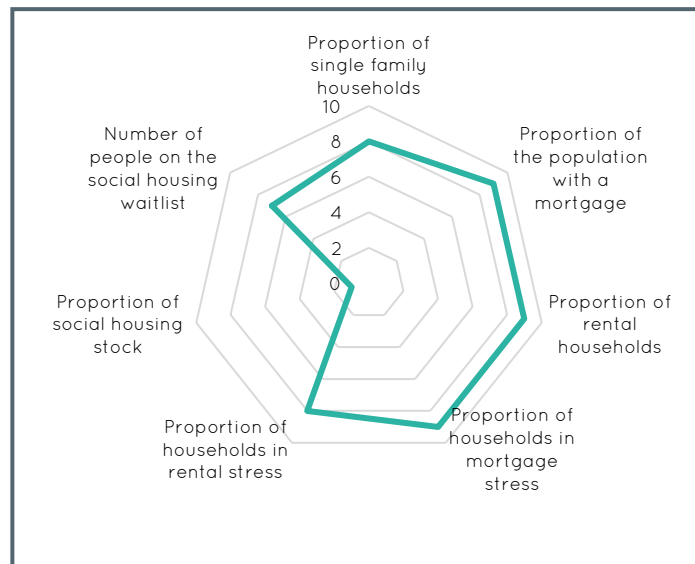 Proportion of
single family
households
10
8
6
4
2
0
Proportion of
the population
with a
mortgage
Proportion of
rental
households
Proportion of
households in
mortgage
stress
Proportion of
households in
rental stress
Proportion of
social housing
stock
Number of
people on the
social housing
waitlist